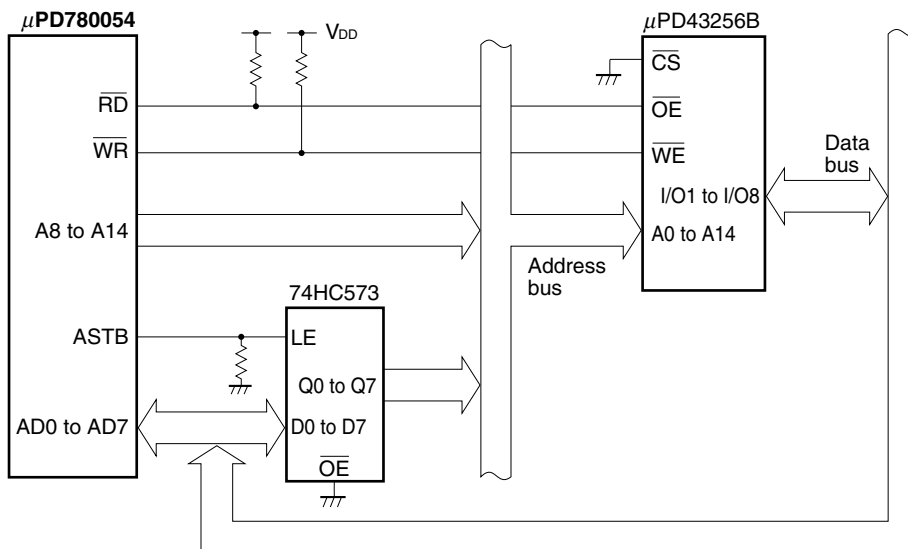 μPD780054
RD
WR
A8 to A14
ASTB
AD0 to AD7
VDD
74HC573
LE
Q0 to Q7
D0 to D7
OE
Address
bus
μPD43256B
CS
OE
WE
I/O1 to I/O8
A0 to A14
Data
bus